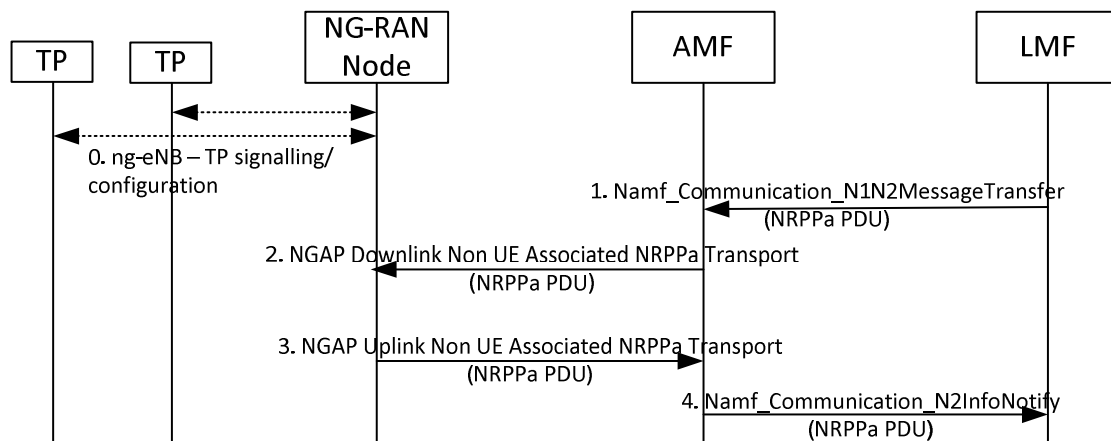 TP
TP
NG-RAN
Node
AMF
LMF
0. ng-eNB – TP signalling/
configuration
1. Namf_Communication_N1N2MessageTransfer
(NRPPa PDU)
2. NGAP Downlink Non UE Associated NRPPa Transport
(NRPPa PDU)
3. NGAP Uplink Non UE Associated NRPPa Transport
(NRPPa PDU)
4. Namf_Communication_N2InfoNotify
(NRPPa PDU)